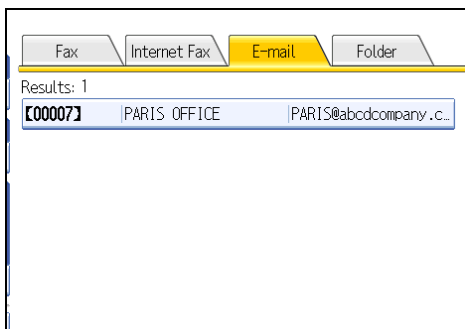 Fax Internet Fax E-mail Folder
Results: 1
【00007】 PARIS OFFICE PARIS@abcdcompany.c...